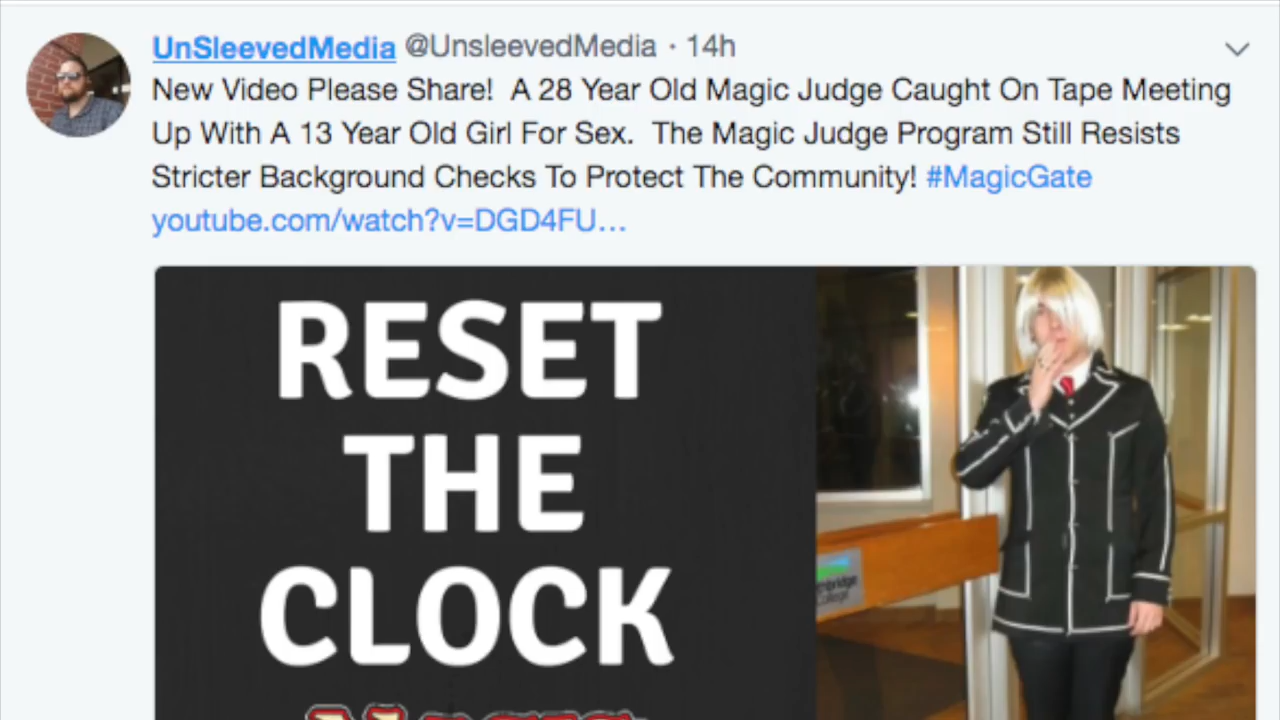 UnSleevedMedia @UnsleevedMedia · 14h
New Video Please Share! A 28 Year Old Magic Judge Caught On Tape Meeting
Up With A 13 Year Old Girl For Sex. The Magic Judge Program Still Resists
Stricter Background Checks To Protect The Community! #MagicGate
youtube.com/watch?v=DGD4FU...
RESET
THE
CLOCK